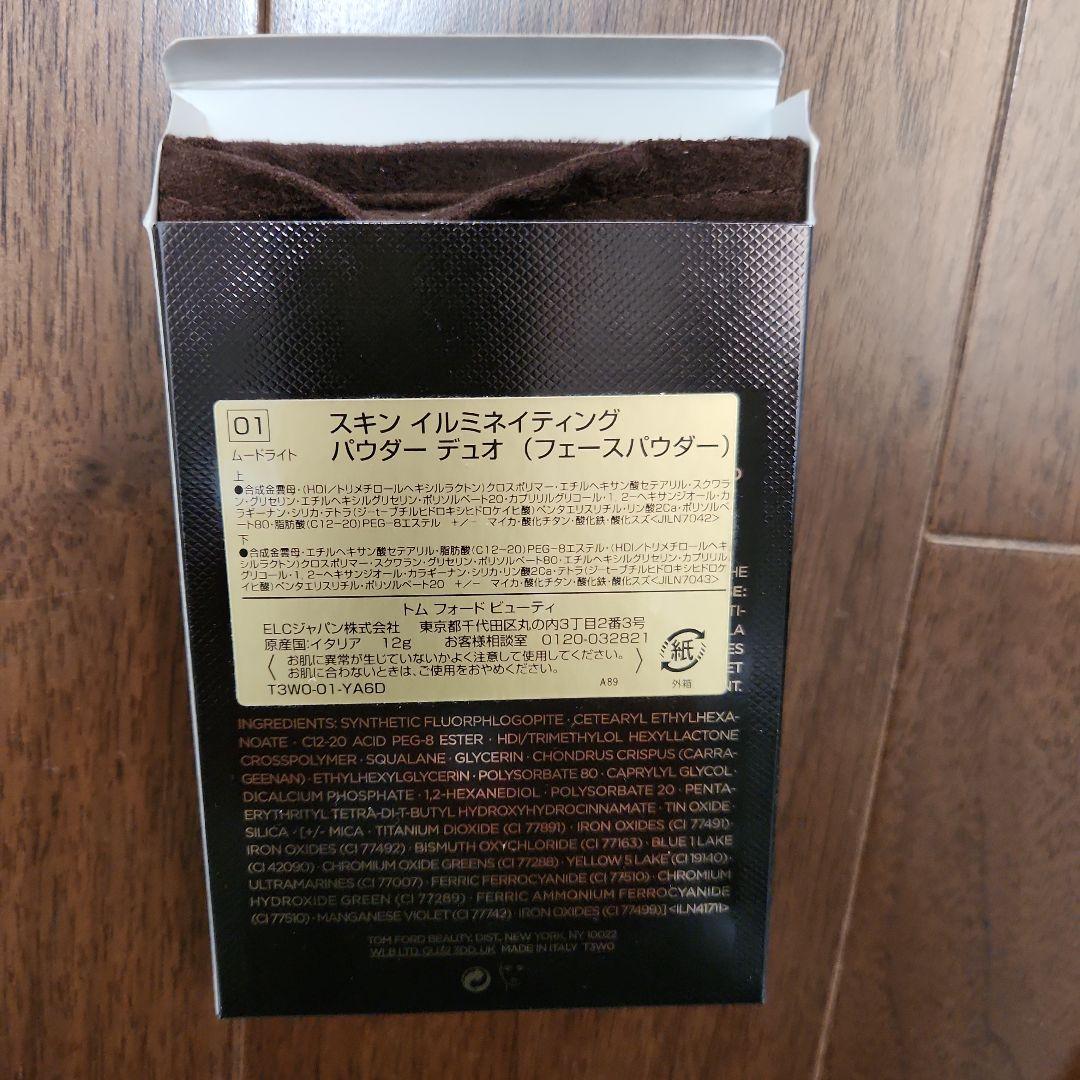 01
ムードライト
スキン イルミネイティング
パウダー デュオ (フェースパウダー)
上
●合成金雲母・(HDI/トリメチロールヘキシルラクトン)クロスポリマー・エチルヘキサン酸セテアリル・スクワラ
ン・グリセリン・エチルヘキシルグリセリン・ポリソルベート20・カプリリルグリコール・1, 2-ヘキサンジオール・カ
ラギーナン・シリカ・テトラ(ジ-t-ブチルヒドロキシヒドロケイヒ酸)ペンタエリスリチル・リン酸2Ca・ポリソルベ
ート80・脂肪酸(C12-20)PEG-8エステル +/- マイカ・酸化チタン・酸化鉄・酸化スズ<JILN7042>
下
●合成金雲母・エチルヘキサン酸セテアリル・脂肪酸(C12-20)PEG-8エステル・(HDI/トリメチロールヘキ
シルラクトン)クロスポリマー・スクワラン・グリセリン・ポリソルベート80・エチルヘキシルグリセリン・カプリリル
グリコール・1, 2-ヘキサンジオール・カラギーナン・シリカ・リン酸2Ca・テトラ(ジ-t-ブチルヒドロキシヒドロケ
イヒ酸)ペンタエリスリチル・ポリソルベート20 +/- マイカ・酸化チタン・酸化鉄・酸化スズ<JILN7043>
トム フォード ビューティ
ELCジャパン株式会社 東京都千代田区丸の内3丁目2番3号
原産国:イタリア 12g お客様相談室 0120-032821
〈お肌に異常が生じていないかよく注意して使用してください。
お肌に合わないときは、ご使用をおやめください。〉
T3W0-01-YA6D
A89
紙
外箱
HE
E:
TI-
LA
ES
ET
NT.
INGREDIENTS: SYNTHETIC FLUORPHLOGOPITE · CETEARYL ETHYLHEXA-
NOATE · C12-20 ACID PEG-8 ESTER · HDI/TRIMETHYLOL HEXYLLACTONE
CROSSPOLYMER · SQUALANE · GLYCERIN · CHONDRUS CRISPUS (CARRA-
GEENAN) · ETHYLHEXYLGLYCERIN · POLYSORBATE 80 · CAPRYLYL GLYCOL ·
DICALCIUM PHOSPHATE · 1,2-HEXANEDIOL · POLYSORBATE 20 · PENTA-
ERYTHRITYL TETRA-DI-T-BUTYL HYDROXYHYDROCINNAMATE · TIN OXIDE ·
SILICA · [+/- MICA · TITANIUM DIOXIDE (CI 77891) · IRON OXIDES (CI 77491) ·
IRON OXIDES (CI 77492) · BISMUTH OXYCHLORIDE (CI 77163) · BLUE 1 LAKE
(CI 42090) · CHROMIUM OXIDE GREENS (CI 77288) · YELLOW 5 LAKE (CI 19140) ·
ULTRAMARINES (CI 77007) · FERRIC FERROCYANIDE (CI 77510) · CHROMIUM
HYDROXIDE GREEN (CI 77289) · FERRIC AMMONIUM FERROCYANIDE
(CI 77510) · MANGANESE VIOLET (CI 77742) · IRON OXIDES (CI 77499)] <ILN41711>
TOM FORD BEAUTY, DIST., NEW YORK, NY 10022
WLB LTD, GU32 3DD, UK MADE IN ITALY T3W0